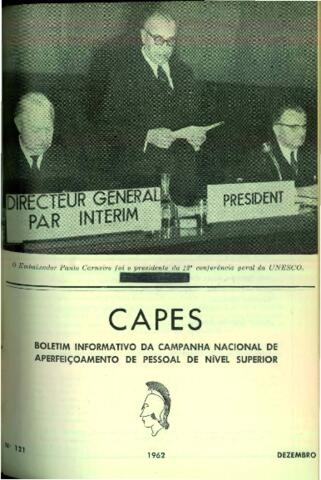 DIRECTEUR GENERAL
PAR INTERIM
PRESIDENT
O Embaixador Paulo Carneiro foi o presidente da 12ª conferência geral da UNESCO.
CAPES
BOLETIM INFORMATIVO DA CAMPANHA NACIONAL DE
APERFEIÇOAMENTO DE PESSOAL DE NÍVEL SUPERIOR
Nº 121
1962
DEZEMBRO